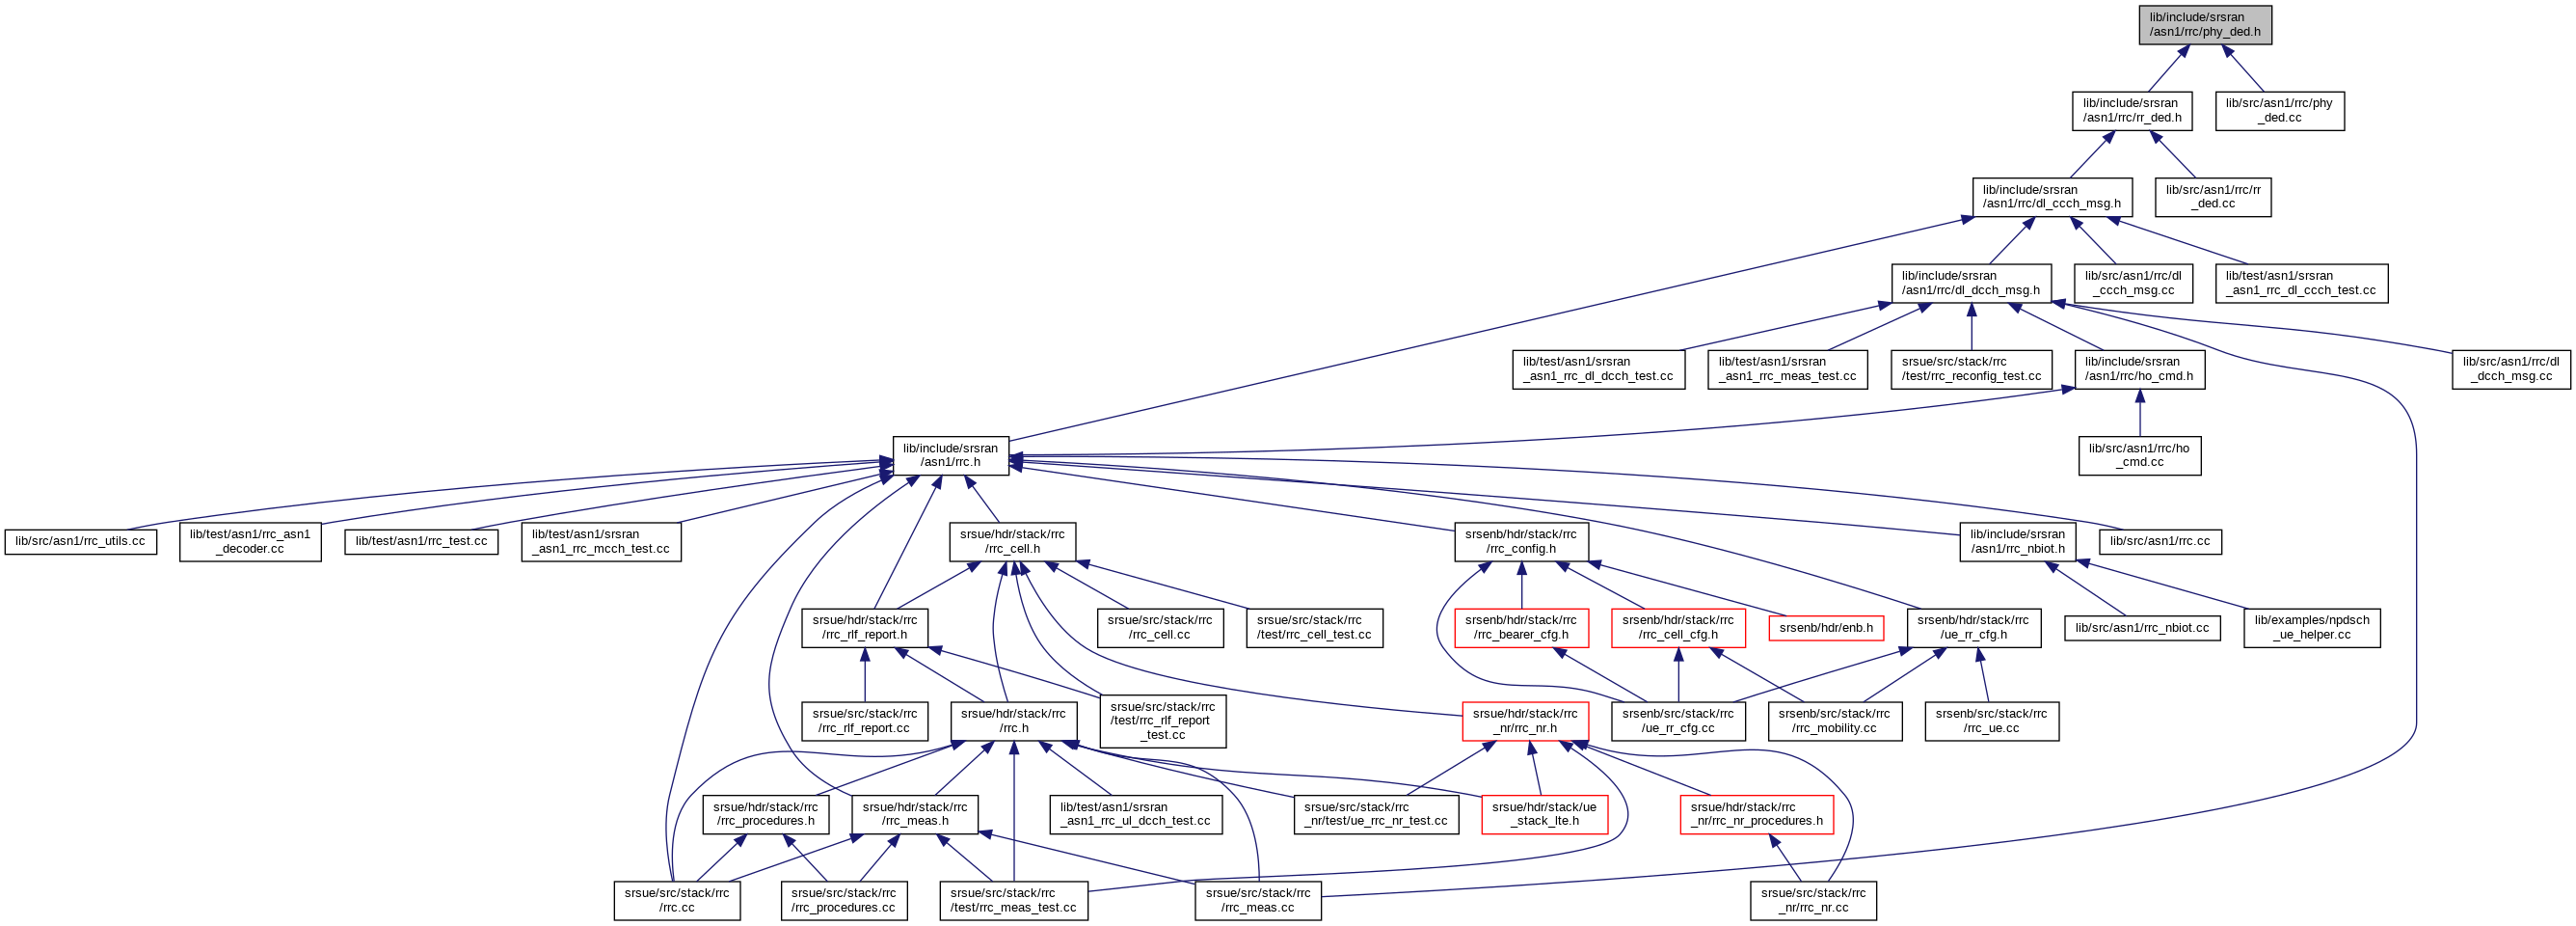 lib/include/srsran
/asn1/rrc/phy_ded.h
lib/include/srsran
/asn1/rrc/rr_ded.h
lib/src/asn1/rrc/phy
_ded.cc
lib/include/srsran
/asn1/rrc/dl_ccch_msg.h
lib/src/asn1/rrc/rr
_ded.cc
lib/include/srsran
/asn1/rrc/dl_dcch_msg.h
lib/src/asn1/rrc/dl
_ccch_msg.cc
lib/test/asn1/srsran
_asn1_rrc_dl_ccch_test.cc
lib/test/asn1/srsran
_asn1_rrc_dl_dcch_test.cc
lib/test/asn1/srsran
_asn1_rrc_meas_test.cc
srsue/src/stack/rrc
/test/rrc_reconfig_test.cc
lib/include/srsran
/asn1/rrc/ho_cmd.h
lib/src/asn1/rrc/dl
_dcch_msg.cc
lib/include/srsran
/asn1/rrc.h
lib/src/asn1/rrc/ho
_cmd.cc
lib/src/asn1/rrc_utils.cc
lib/test/asn1/rrc_asn1
_decoder.cc
lib/test/asn1/rrc_test.cc
lib/test/asn1/srsran
_asn1_rrc_mcch_test.cc
srsue/hdr/stack/rrc
/rrc_cell.h
srsenb/hdr/stack/rrc
/rrc_config.h
lib/include/srsran
/asn1/rrc_nbiot.h
lib/src/asn1/rrc.cc
srsue/hdr/stack/rrc
/rrc_rlf_report.h
srsue/src/stack/rrc
/rrc_cell.cc
srsue/src/stack/rrc
/test/rrc_cell_test.cc
srsenb/hdr/stack/rrc
/rrc_bearer_cfg.h
srsenb/hdr/stack/rrc
/rrc_cell_cfg.h
srsenb/hdr/enb.h
srsenb/hdr/stack/rrc
/ue_rr_cfg.h
lib/src/asn1/rrc_nbiot.cc
lib/examples/npdsch
_ue_helper.cc
srsue/src/stack/rrc
/rrc_rlf_report.cc
srsue/hdr/stack/rrc
/rrc.h
srsue/src/stack/rrc
/test/rrc_rlf_report
_test.cc
srsue/hdr/stack/rrc
_nr/rrc_nr.h
srsenb/src/stack/rrc
/ue_rr_cfg.cc
srsenb/src/stack/rrc
/rrc_mobility.cc
srsenb/src/stack/rrc
/rrc_ue.cc
srsue/hdr/stack/rrc
/rrc_procedures.h
srsue/hdr/stack/rrc
/rrc_meas.h
lib/test/asn1/srsran
_asn1_rrc_ul_dcch_test.cc
srsue/src/stack/rrc
_nr/test/ue_rrc_nr_test.cc
srsue/hdr/stack/ue
_stack_lte.h
srsue/hdr/stack/rrc
_nr/rrc_nr_procedures.h
srsue/src/stack/rrc
/rrc.cc
srsue/src/stack/rrc
/rrc_procedures.cc
srsue/src/stack/rrc
/test/rrc_meas_test.cc
srsue/src/stack/rrc
/rrc_meas.cc
srsue/src/stack/rrc
_nr/rrc_nr.cc